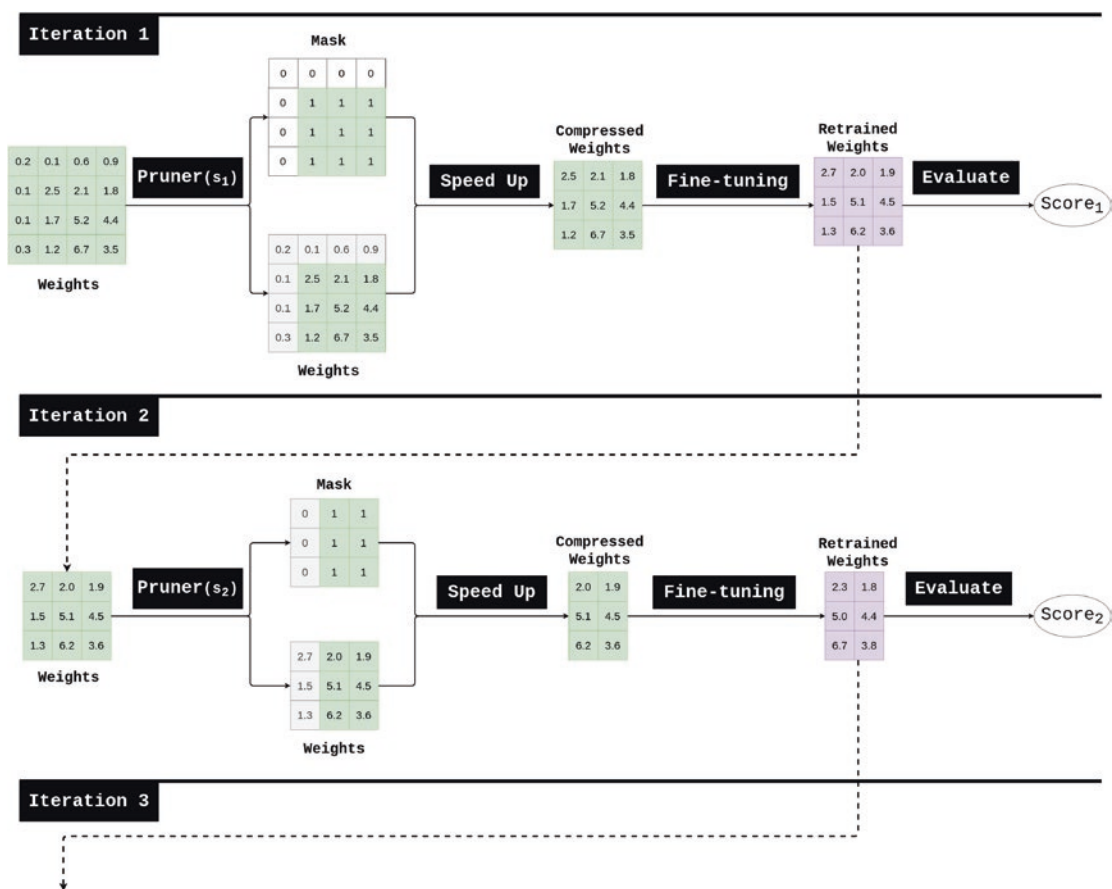 Iteration 1
Mask
0 0 0 0
0 1 1 1
0 1 1 1
0 1 1 1
0.2 0.1 0.6 0.9
0.1 2.5 2.1 1.8
0.1 1.7 5.2 4.4
0.3 1.2 6.7 3.5
Weights
Pruner(s₁)
0.2 0.1 0.6 0.9
0.1 2.5 2.1 1.8
0.1 1.7 5.2 4.4
0.3 1.2 6.7 3.5
Weights
Speed Up
Compressed
Weights
2.5 2.1 1.8
1.7 5.2 4.4
1.2 6.7 3.5
Fine-tuning
Retrained
Weights
2.7 2.0 1.9
1.5 5.1 4.5
1.3 6.2 3.6
Evaluate
Score₁
Iteration 2
Mask
0 1 1
0 1 1
0 1 1
2.7 2.0 1.9
1.5 5.1 4.5
1.3 6.2 3.6
Weights
Pruner(s₂)
2.7 2.0 1.9
1.5 5.1 4.5
1.3 6.2 3.6
Weights
Speed Up
Compressed
Weights
2.0 1.9
5.1 4.5
6.2 3.6
Fine-tuning
Retrained
Weights
2.3 1.8
5.0 4.4
6.7 3.8
Evaluate
Score₂
Iteration 3